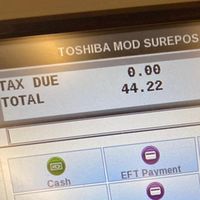 TOSHIBA MOD SUREPOS
TAX DUE 0.00
TOTAL 44.22
Cash
EFT Payment